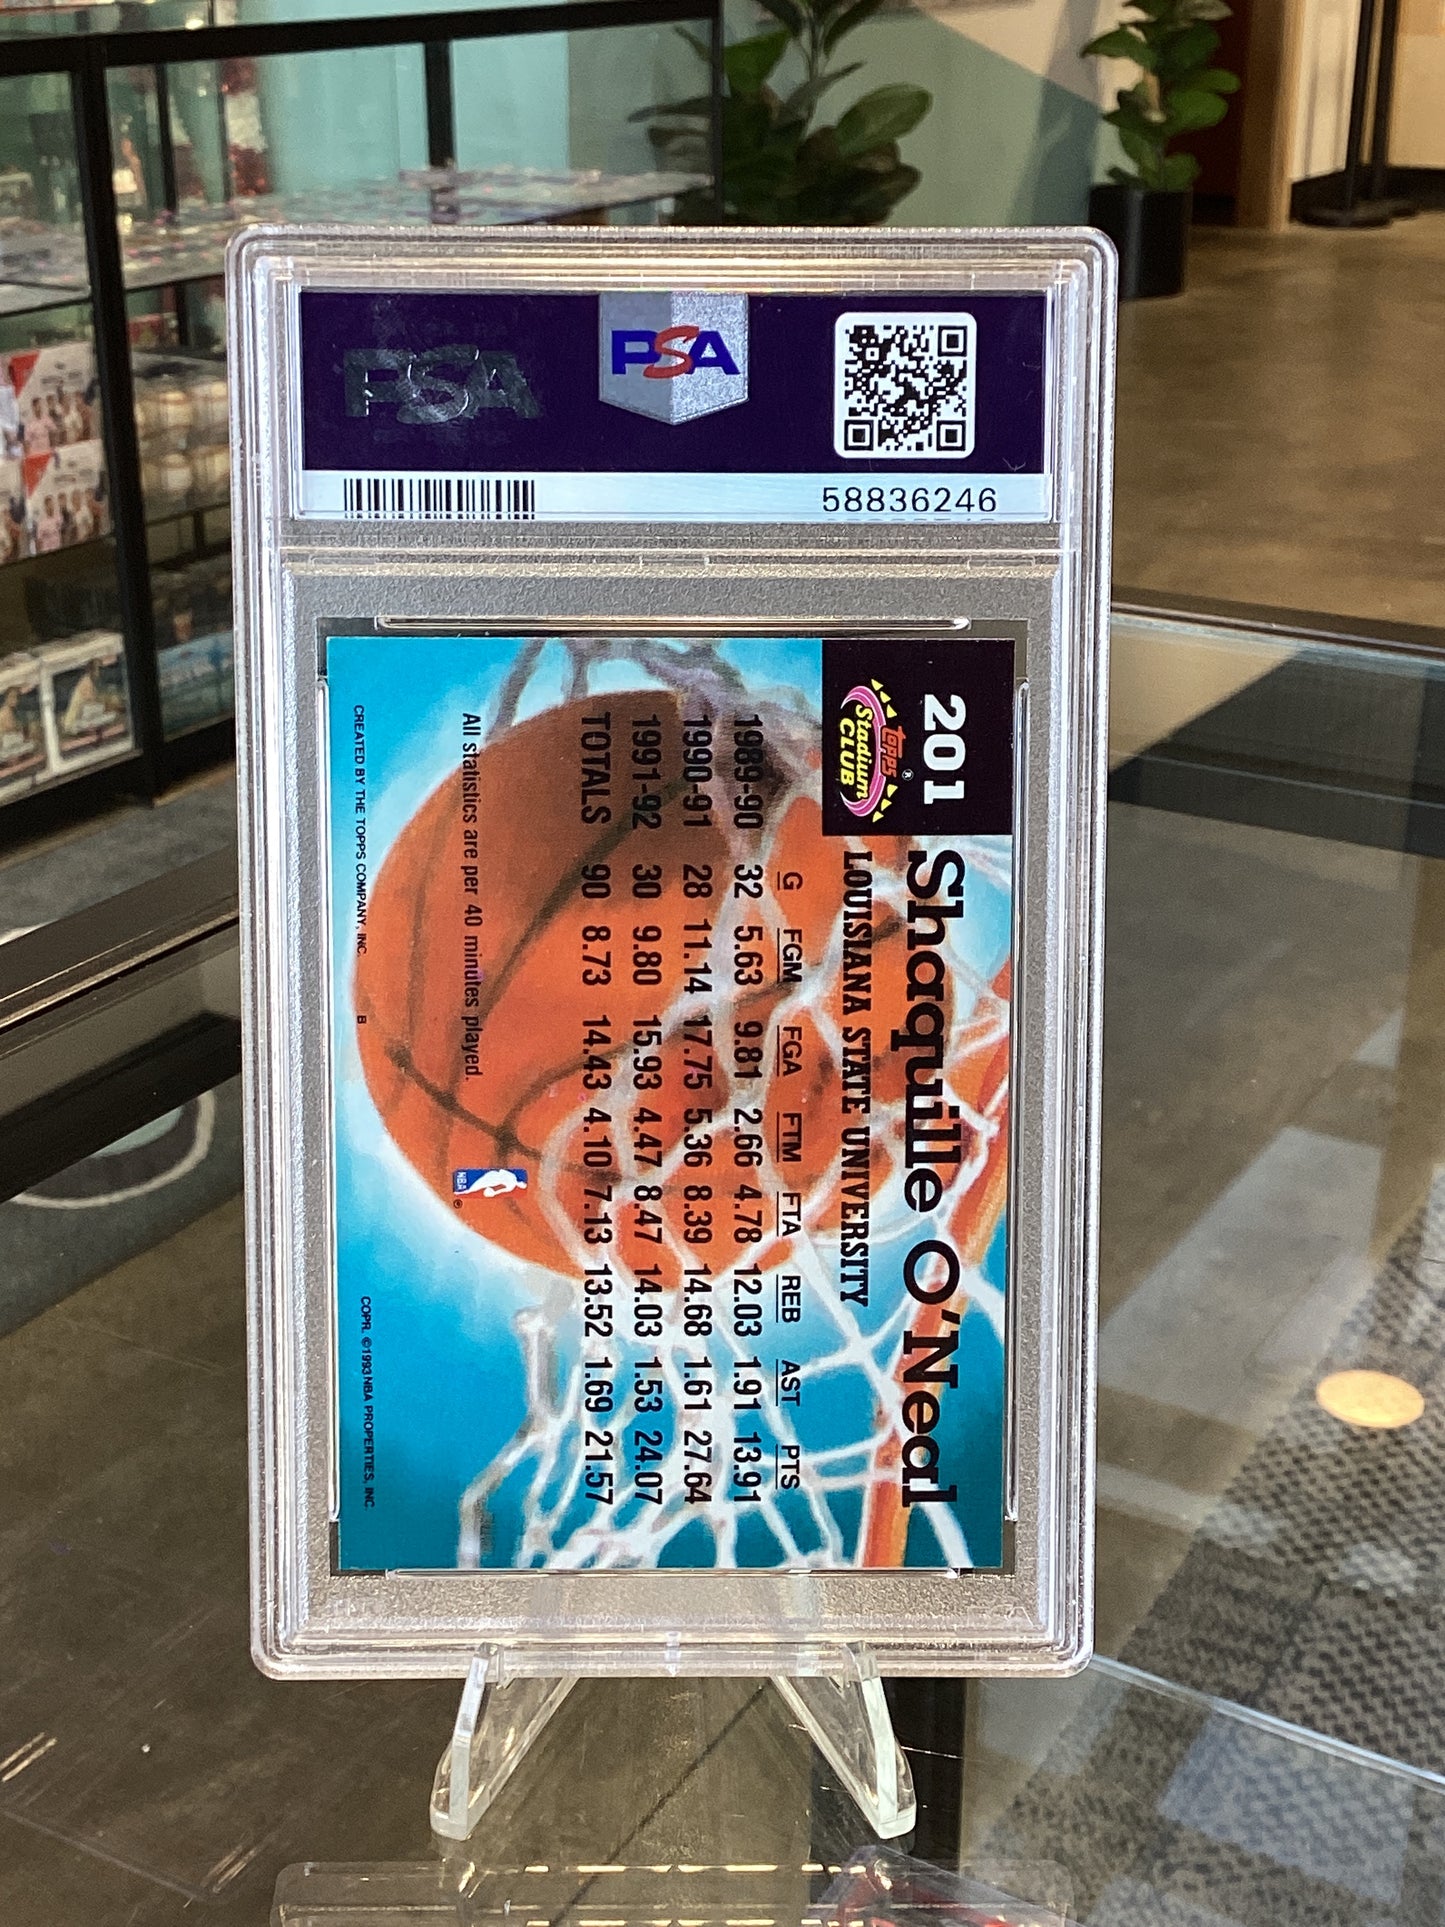 PSA
PSA
58836246
201
Topps®
Stadium
CLUB
Shaquille O'Neal
LOUISIANA STATE UNIVERSITY
G FGM FGA FTM FTA REB AST PTS
1989-90 32 5.63 9.81 2.66 4.78 12.03 1.91 13.91
1990-91 28 11.14 17.75 5.36 8.39 14.68 1.61 27.64
1991-92 30 9.80 15.93 4.47 8.47 14.03 1.53 24.07
TOTALS 90 8.73 14.43 4.10 7.13 13.52 1.69 21.57
All statistics are per 40 minutes played.
NBA ®
CREATED BY THE TOPPS COMPANY, INC. B COPR. ©1993 NBA PROPERTIES, INC.